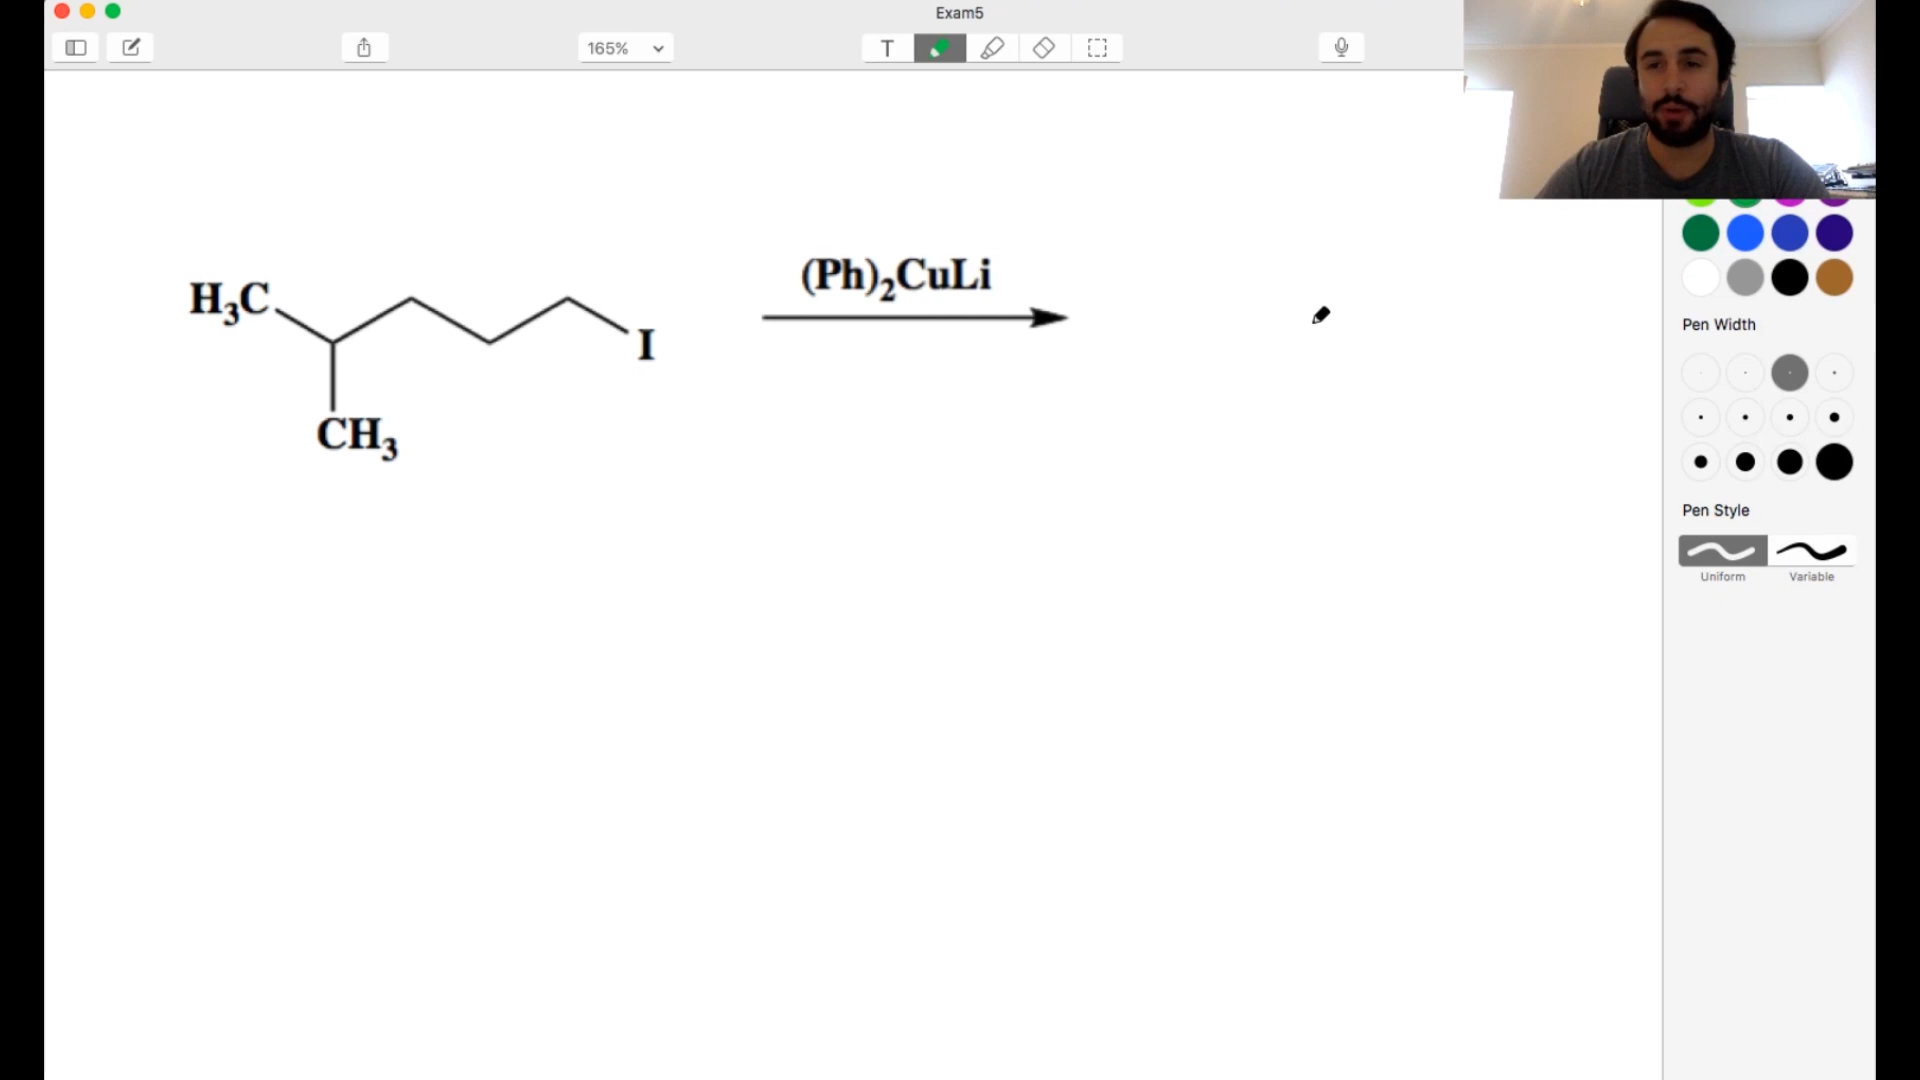 Exam5
165%
T
(Ph)₂CuLi
H₃C
I
CH₃
Pen Width
Pen Style
Uniform
Variable